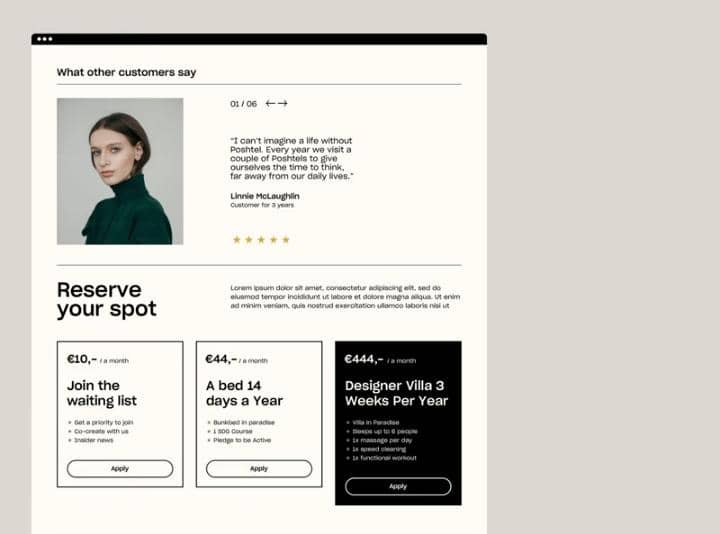 What other customers say
01 / 06 ←→
“I can't imagine a life without
Poshtel. Every year we visit a
couple of Poshtels to give
ourselves the time to think,
far away from our daily lives.”
Linnie McLaughlin
Customer for 3 years
Reserve
your spot
Lorem ipsum dolor sit amet, consectetur adipiscing elit, sed do
eiusmod tempor incididunt ut labore et dolore magna aliqua. Ut enim
ad minim veniam, quis nostrud exercitation ullamco laboris nisi ut
€10,- / a month
Join the
waiting list
+ Get a priority to join
+ Co-create with us
+ Insider news
Apply
€44,- / a month
A bed 14
days a Year
+ Bunkbed in paradise
+ 1 SDG Course
+ Pledge to be Active
Apply
€444,- / a month
Designer Villa 3
Weeks Per Year
+ Villa in Paradise
+ Sleeps up to 6 people
+ 1x massage per day
+ 1x speed cleaning
+ 1x functional workout
Apply